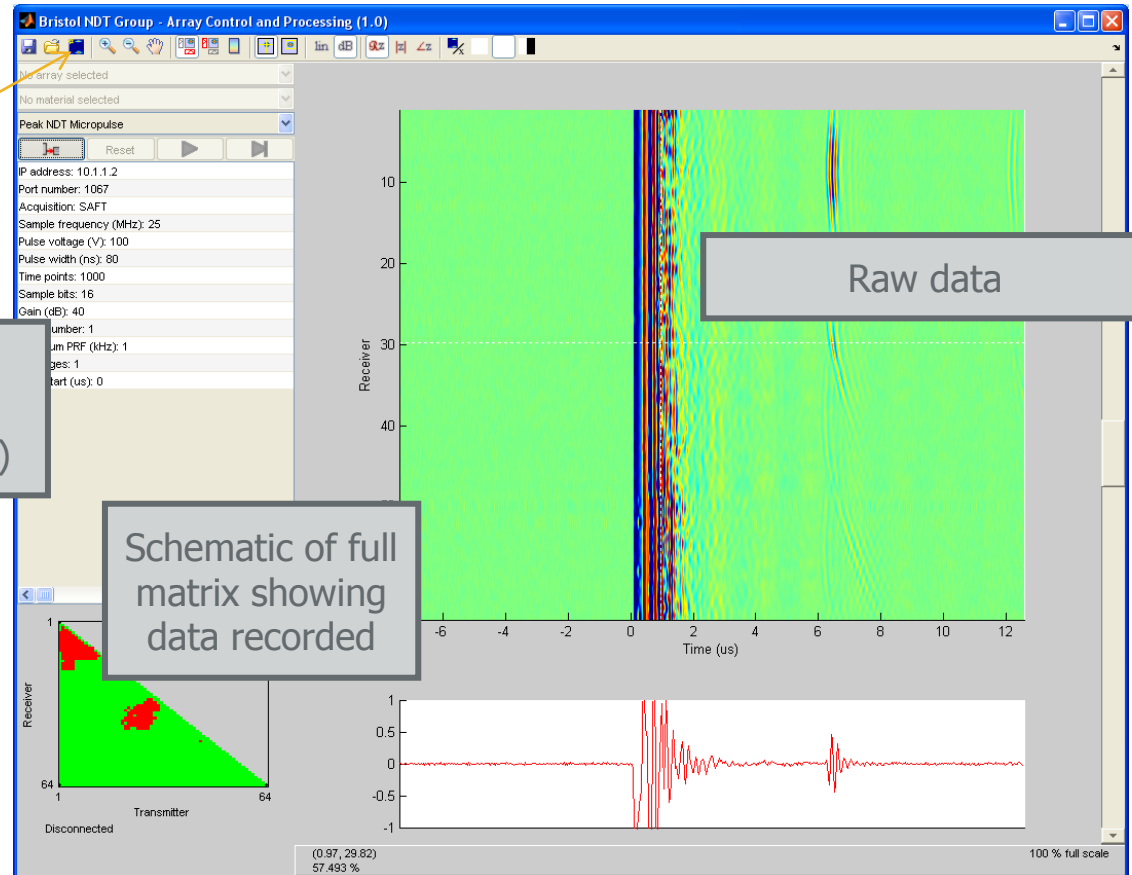 Bristol NDT Group - Array Control and Processing (1.0)
lin dB ℜz |z| ∠z
No array selected
No material selected
Peak NDT Micropulse
Reset
IP address: 10.1.1.2
Port number: 1067
Acquisition: SAFT
Sample frequency (MHz): 25
Pulse voltage (V): 100
Pulse width (ns): 80
Time points: 1000
Sample bits: 16
Gain (dB): 40
umber: 1
um PRF (kHz): 1
ges: 1
(us): 0
)
Raw data
Schematic of full
matrix showing
data recorded
10
20
30
40
Receiver
-6 -4 -2 0 2 4 6 8 10 12
Time (us)
1
0.5
0
-0.5
-1
1
Receiver
64
1 64
Transmitter
Disconnected
(0.97, 29.82)
57.493 %
100 % full scale